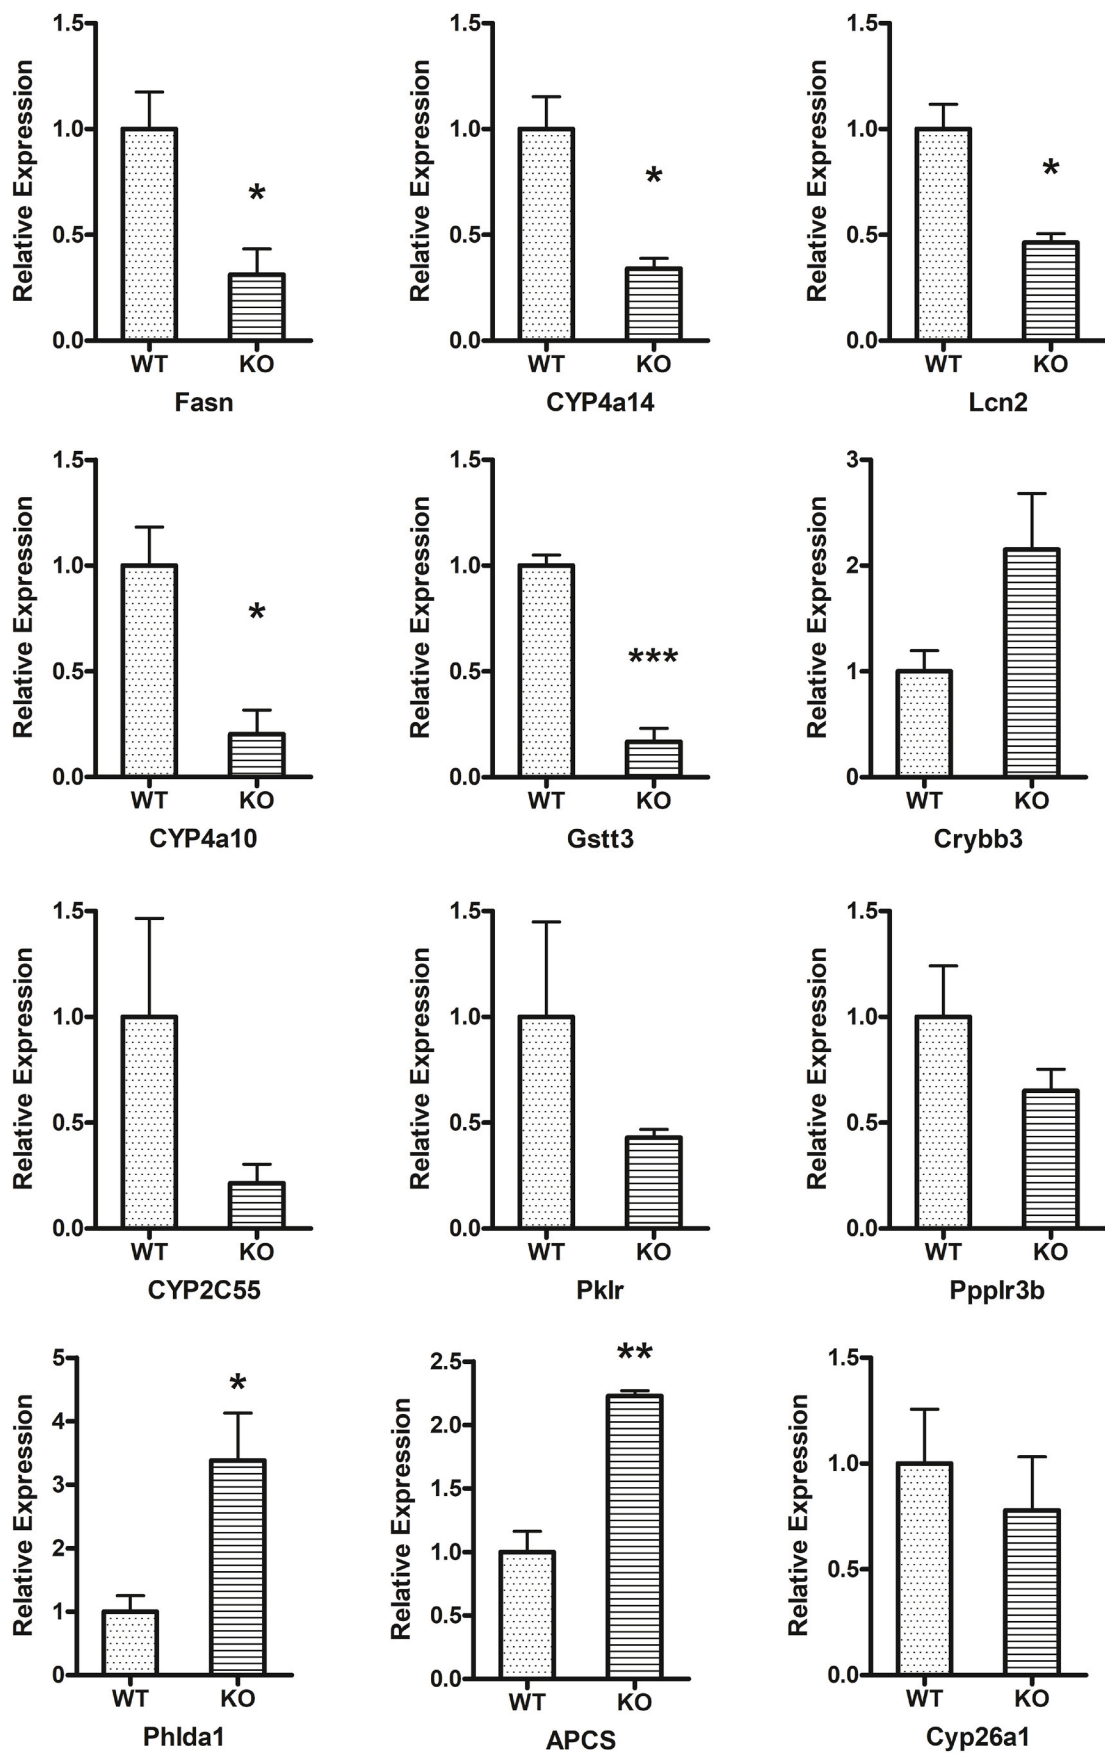 1.5
1.0
0.5
0.0
Relative Expression
*
WT KO
Fasn
1.5
1.0
0.5
0.0
Relative Expression
*
WT KO
CYP4a14
1.5
1.0
0.5
0.0
Relative Expression
*
WT KO
Lcn2
1.5
1.0
0.5
0.0
Relative Expression
*
WT KO
CYP4a10
1.5
1.0
0.5
0.0
Relative Expression
***
WT KO
Gstt3
3
2
1
0
Relative Expression
WT KO
Crybb3
1.5
1.0
0.5
0.0
Relative Expression
WT KO
CYP2C55
1.5
1.0
0.5
0.0
Relative Expression
WT KO
Pklr
1.5
1.0
0.5
0.0
Relative Expression
WT KO
Ppplr3b
5
4
3
2
1
0
Relative Expression
*
WT KO
Phlda1
2.5
2.0
1.5
1.0
0.5
0.0
Relative Expression
**
WT KO
APCS
1.5
1.0
0.5
0.0
Relative Expression
WT KO
Cyp26a1